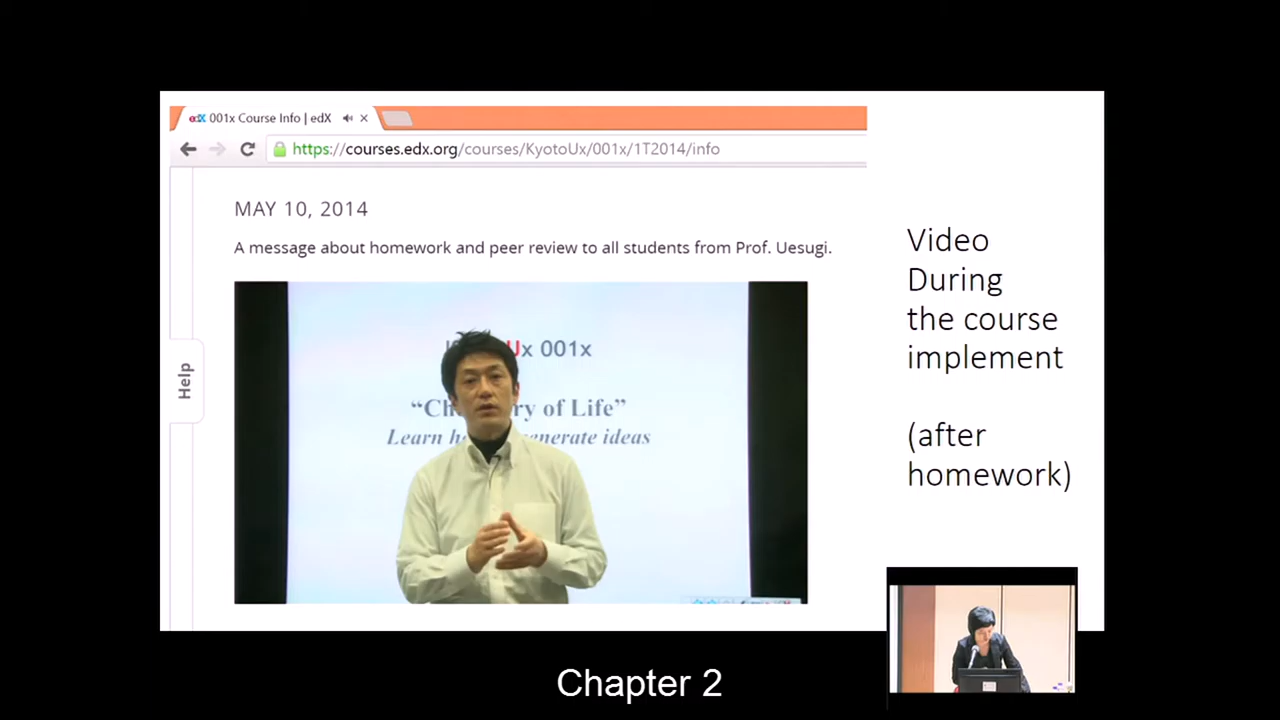 edX 001x Course Info | edX
https://courses.edx.org/courses/KyotoUx/001x/1T2014/info
MAY 10, 2014
A message about homework and peer review to all students from Prof. Uesugi.
Help
Ux 001x
“Ch ry of Life”
Learn h enerate ideas
Video
During
the course
implement
(after
homework)
Chapter 2